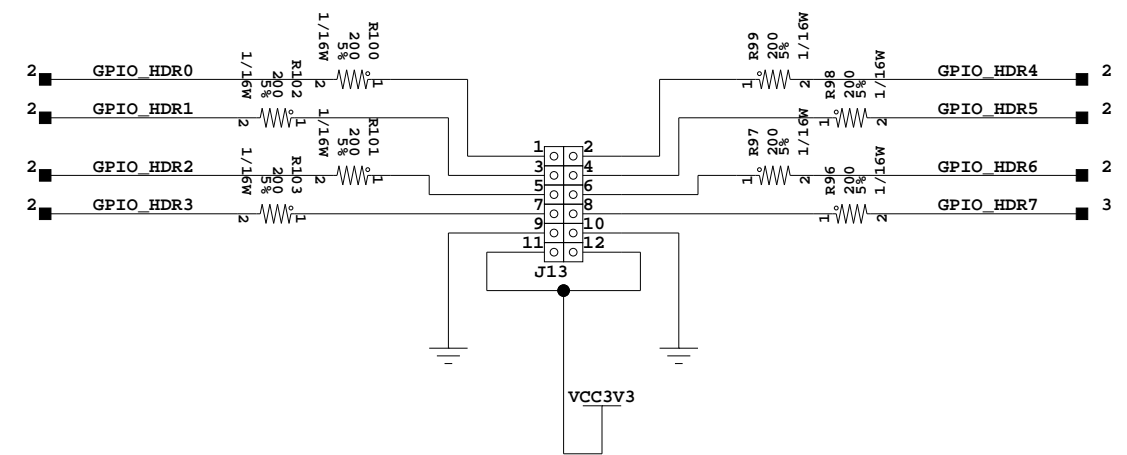 R100
200
5%
1/16W
R99
200
5%
1/16W
2 GPIO_HDR0 2 1
1 2 GPIO_HDR4 2
R102
200
5%
1/16W
R98
200
5%
1/16W
2 GPIO_HDR1 2 1
1 2 GPIO_HDR5 2
R101
200
5%
1/16W
R97
200
5%
1/16W
2 GPIO_HDR2 2 1
1 2 GPIO_HDR6 2
R103
200
5%
1/16W
R96
200
5%
1/16W
2 GPIO_HDR3 2 1
1 2 GPIO_HDR7 3
1 2
3 4
5 6
7 8
9 10
11 12
J13
VCC3V3